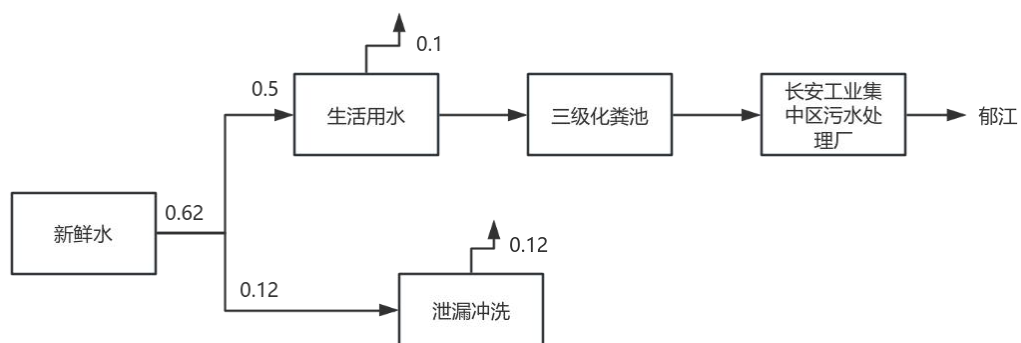 0.1
0.5
生活用水
三级化粪池
长安工业集
中区污水处
理厂
郁江
0.62
新鲜水
0.12
0.12
泄漏冲洗